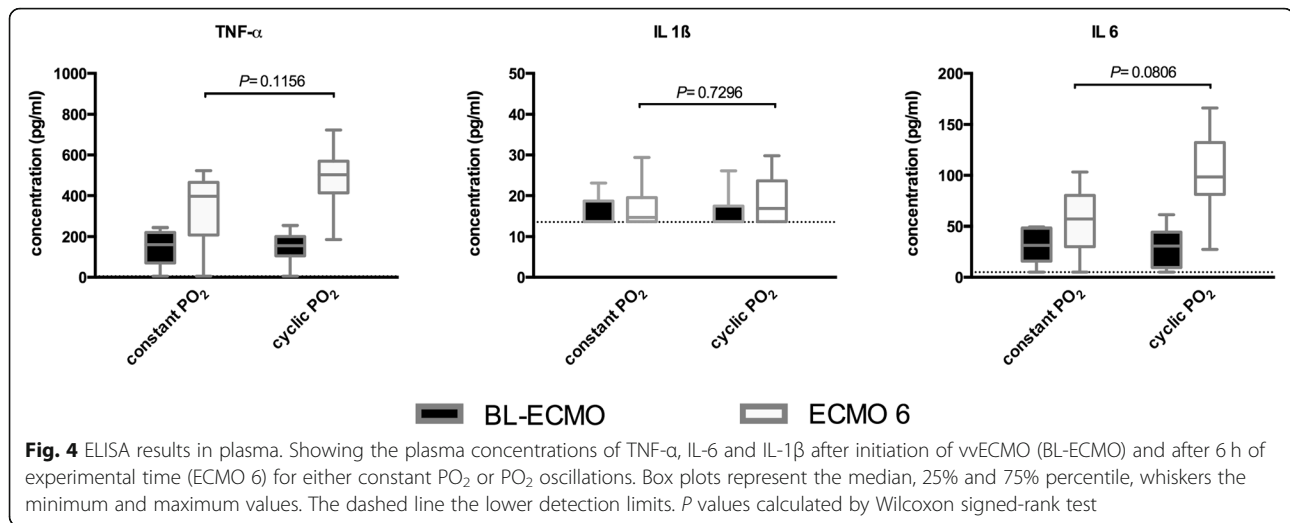 TNF-α
IL 1ß
IL 6
concentration (pg/ml)
1000
800
600
400
200
0
P= 0.1156
constant PO₂
cyclic PO₂
concentration (pg/ml)
50
40
30
20
10
0
P= 0.7296
constant PO₂
cyclic PO₂
concentration (pg/ml)
200
150
100
50
0
P= 0.0806
constant PO₂
cyclic PO₂
BL-ECMO
ECMO 6
Fig. 4 ELISA results in plasma. Showing the plasma concentrations of TNF-α, IL-6 and IL-1β after initiation of vvECMO (BL-ECMO) and after 6 h of
experimental time (ECMO 6) for either constant PO₂ or PO₂ oscillations. Box plots represent the median, 25% and 75% percentile, whiskers the
minimum and maximum values. The dashed line the lower detection limits. P values calculated by Wilcoxon signed-rank test